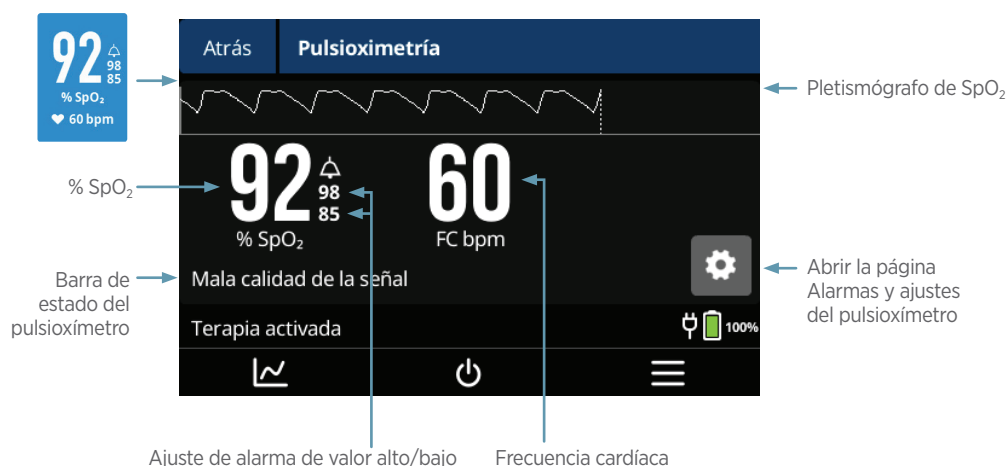 92
98
85
% SpO₂
60 bpm
Atrás Pulsioximetría
Pletismógrafo de SpO₂
% SpO₂
92
98
85
% SpO₂
60
FC bpm
Barra de
estado del
pulsioxímetro
Mala calidad de la señal
Abrir la página
Alarmas y ajustes
del pulsioxímetro
Terapia activada 100%
Ajuste de alarma de valor alto/bajo
Frecuencia cardíaca